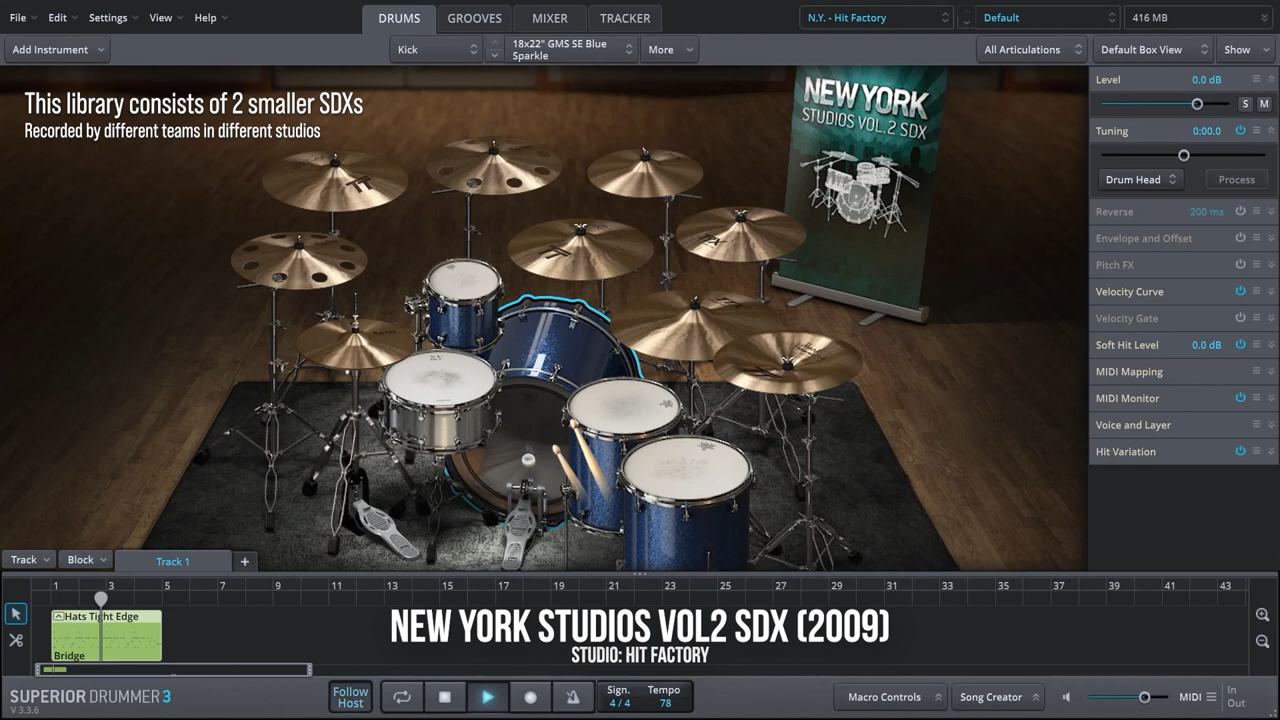 File
Edit
Settings
View
Help
DRUMS
GROOVES
MIXER
TRACKER
N.Y. - Hit Factory
Default
416 MB
Add Instrument
Kick
18x22" GMS SE Blue
Sparkle
More
All Articulations
Default Box View
Show
This library consists of 2 smaller SDXs
Recorded by different teams in different studios
NEW YORK
STUDIOS VOL.2 SDX
Level
0.0 dB
S
M
Tuning
0:00.0
Drum Head
Process
Reverse
200 ms
Envelope and Offset
Pitch FX
Velocity Curve
Velocity Gate
Soft Hit Level
0.0 dB
MIDI Mapping
MIDI Monitor
Voice and Layer
Hit Variation
Track
Block
Track 1
+
1
3
5
7
9
11
13
15
17
19
21
23
25
27
29
31
33
35
37
39
41
43
Hats Tight Edge
Bridge
NEW YORK STUDIOS VOL2 SDX (2009)
STUDIO: HIT FACTORY
SUPERIOR DRUMMER 3
V 3.3.6
Follow
Host
Sign.
4 / 4
Tempo
78
Macro Controls
Song Creator
MIDI
In
Out